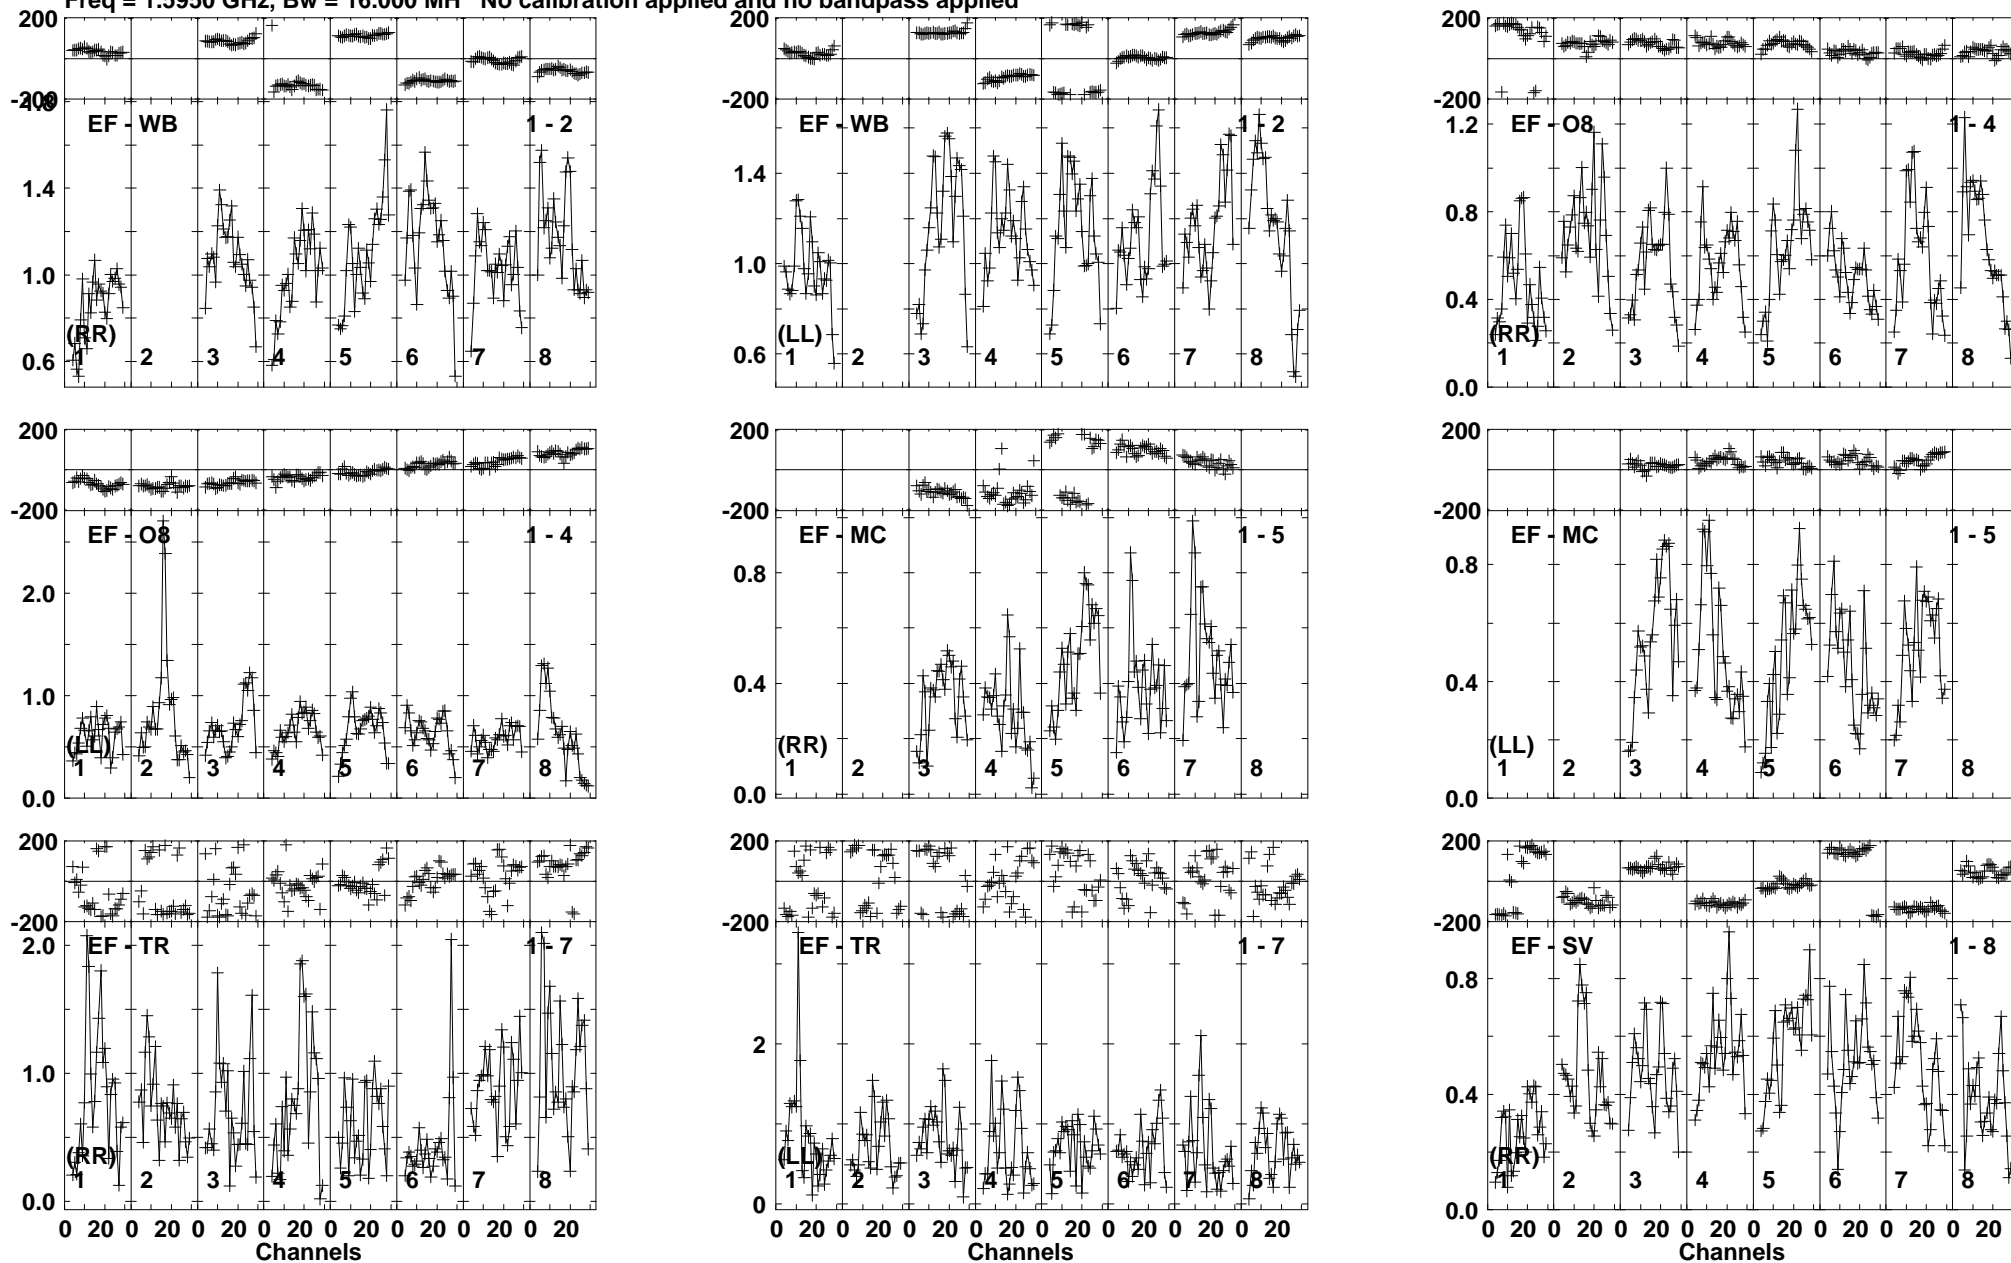 Freq = 1.5950 GHz, Bw = 16.000 MH No calibration applied and no bandpass applied
200 200 200
-200 -200 -200
1.8 EF - WB 1 - 2 EF - WB 1 - 2 1.2 EF - O8 1 - 4
1.4 1.4 0.8
1.0 1.0 0.4
(RR) (LL) (RR)
0.6 1 2 3 4 5 6 7 8 0.6 1 2 3 4 5 6 7 8 1 2 3 4 5 6 7 8
0.0
200 200 200
-200 -200 -200
EF - O8 1 - 4 EF - MC 1 - 5 EF - MC 1 - 5
2.0 0.8 0.8
1.0 0.4 0.4
(LL) (RR) (LL)
1 2 3 4 5 6 7 8 1 2 3 4 5 6 7 8 1 2 3 4 5 6 7 8
0.0 0.0 0.0
200 200 200
-200 -200 -200
2.0 EF - TR 1 - 7 EF - TR 1 - 7 EF - SV 1 - 8
0.8
1.0 2 0.4
(RR) (LL) (RR)
1 2 3 4 5 6 7 8 1 2 3 4 5 6 7 8 1 2 3 4 5 6 7 8
0.0 0 0.0
0 20 0 20 0 20 0 20 0 20 0 20 0 20 0 20 0 20 0 20 0 20 0 20 0 20 0 20 0 20 0 20 0 20 0 20 0 20 0 20 0 20 0 20 0 20 0 20
Channels Channels Channels